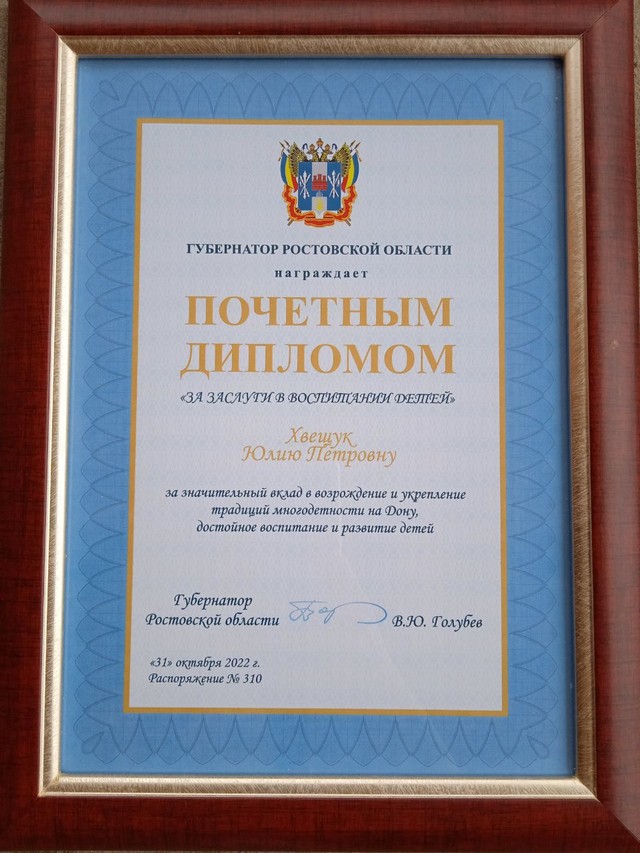 ГУБЕРНАТОР РОСТОВСКОЙ ОБЛАСТИ
награждает
ПОЧЕТНЫМ
ДИПЛОМОМ
«ЗА ЗАСЛУГИ В ВОСПИТАНИИ ДЕТЕЙ»
Хвещук
Юлию Петровну
за значительный вклад в возрождение и укрепление
традиций многодетности на Дону,
достойное воспитание и развитие детей
Губернатор
Ростовской области В.Ю. Голубев
«31» октября 2022 г.
Распоряжение № 310